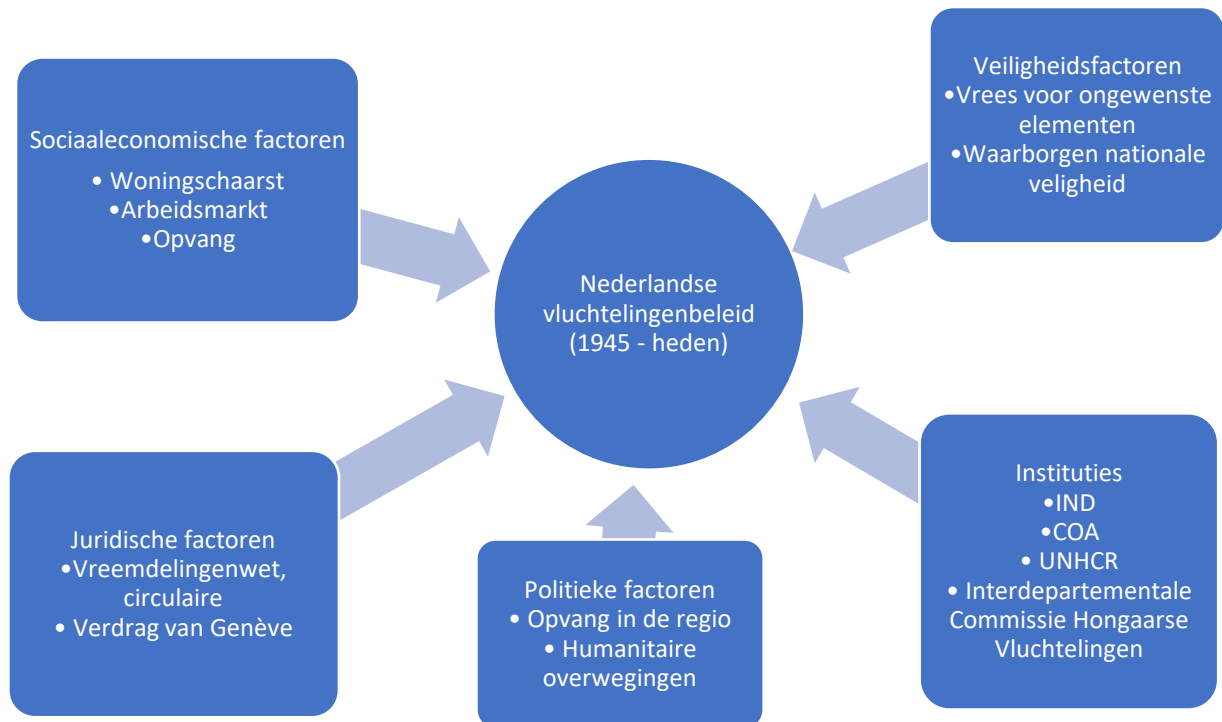 Sociaaleconomische factoren
• Woningschaarst
•Arbeidsmarkt
•Opvang
Veiligheidsfactoren
•Vrees voor ongewenste
elementen
•Waarborgen nationale
veligheid
Nederlandse
vluchtelingenbeleid
(1945 - heden)
Juridische factoren
•Vreemdelingenwet,
circulaire
• Verdrag van Genève
Politieke factoren
• Opvang in de regio
• Humanitaire
overwegingen
Instituties
•IND
•COA
• UNHCR
• Interdepartementale
Commissie Hongaarse
Vluchtelingen